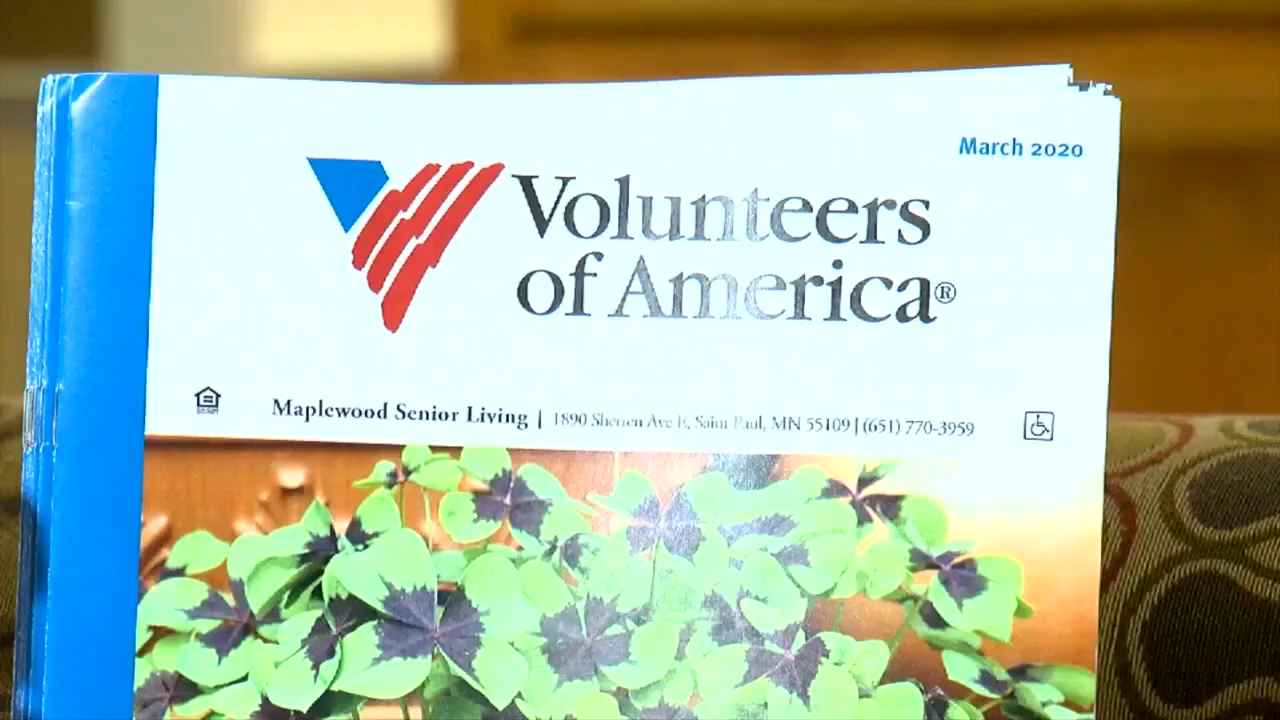 March 2020
Volunteers
of America®
Maplewood Senior Living | 1890 Sherren Ave E, Saint Paul, MN 55109 | (651) 770-3959